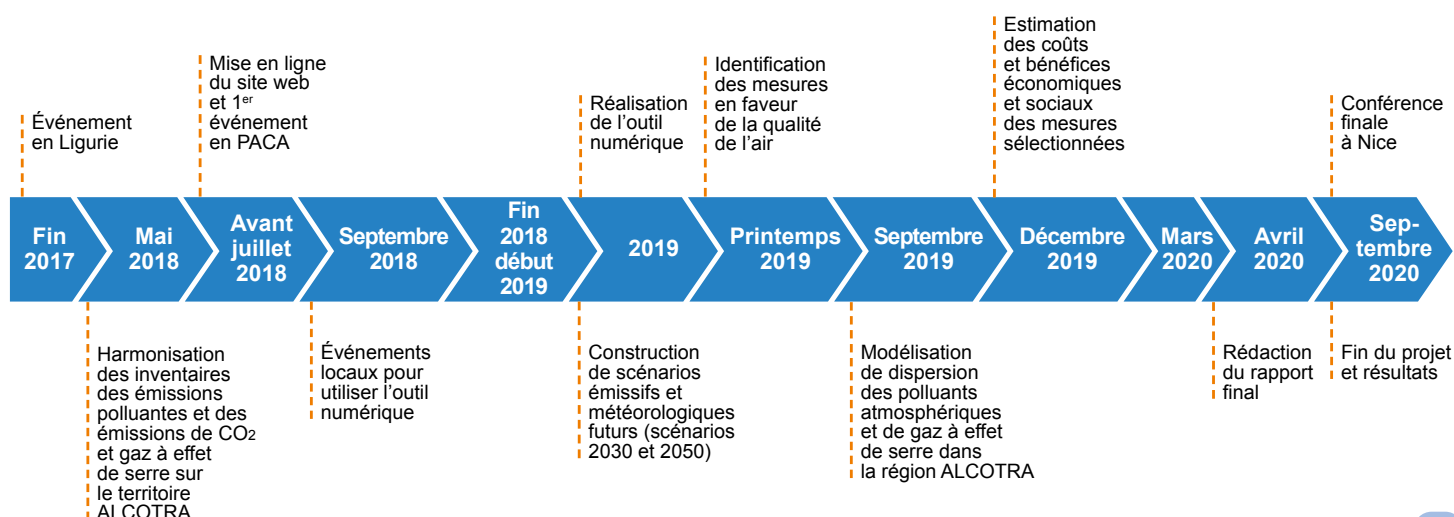 Événement
en Ligurie
Mise en ligne
du site web
et 1er
événement
en PACA
Réalisation
de l’outil
numérique
Identification
des mesures
en faveur
de la qualité
de l’air
Estimation
des coûts
et bénéfices
économiques
et sociaux
des mesures
sélectionnées
Conférence
finale
à Nice
Fin
2017
Mai
2018
Avant
juillet
2018
Septembre
2018
Fin
2018
début
2019
2019
Printemps
2019
Septembre
2019
Décembre
2019
Mars
2020
Avril
2020
Sep-
tembre
2020
Harmonisation
des inventaires
des émissions
polluantes et des
émissions de CO2
et gaz à effet
de serre sur
le territoire
ALCOTRA
Événements
locaux pour
utiliser l’outil
numérique
Construction
de scénarios
émissifs et
météorologiques
futurs (scénarios
2030 et 2050)
Modélisation
de dispersion
des polluants
atmosphériques
et de gaz à effet
de serre dans
la région ALCOTRA
Rédaction
du rapport
final
Fin du projet
et résultats